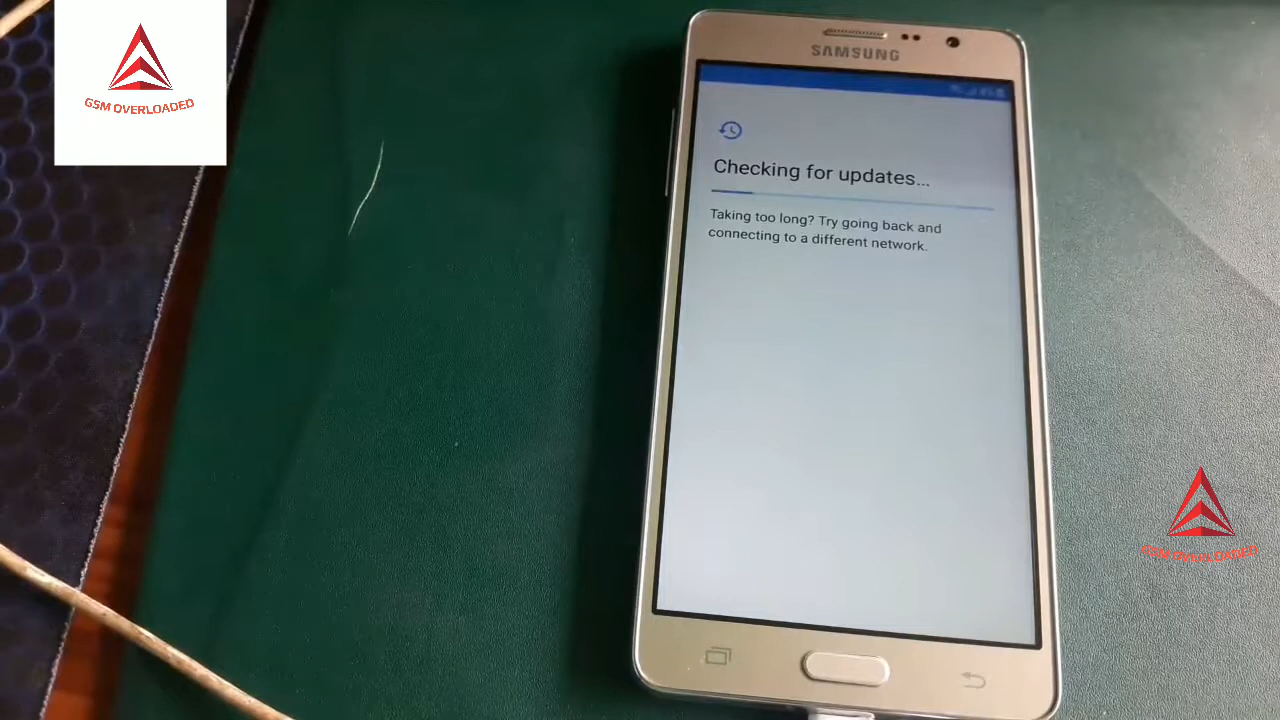 GSM OVERLOADED
SAMSUNG
Checking for updates...
Taking too long? Try going back and
connecting to a different network.
GSM OVERLOADED